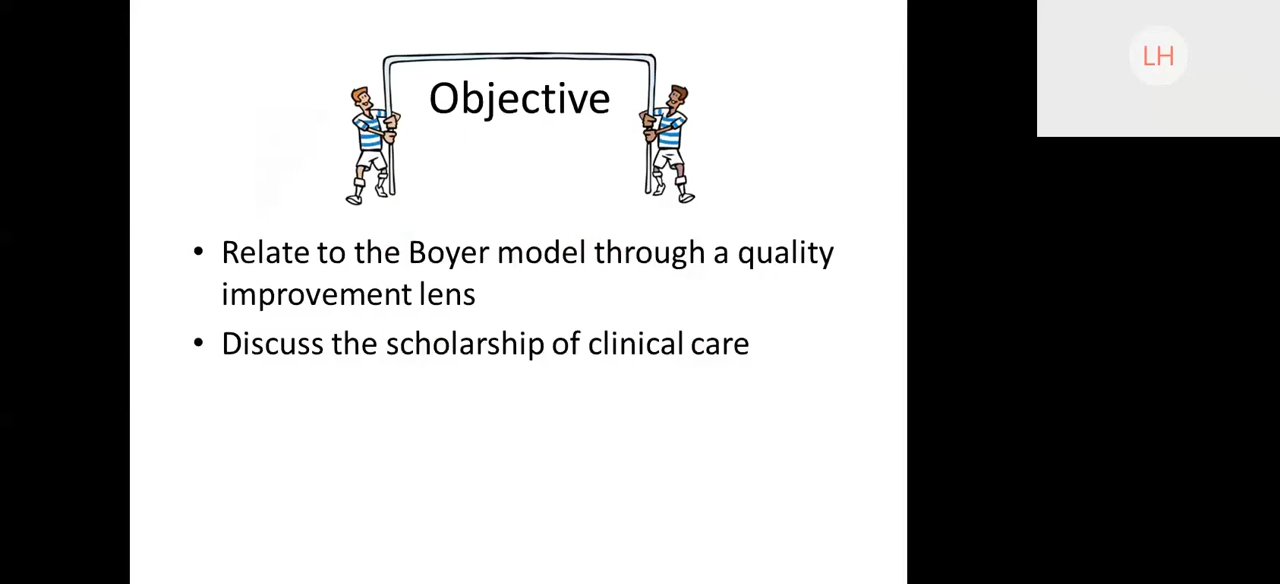 LH
Objective
• Relate to the Boyer model through a quality
improvement lens
• Discuss the scholarship of clinical care